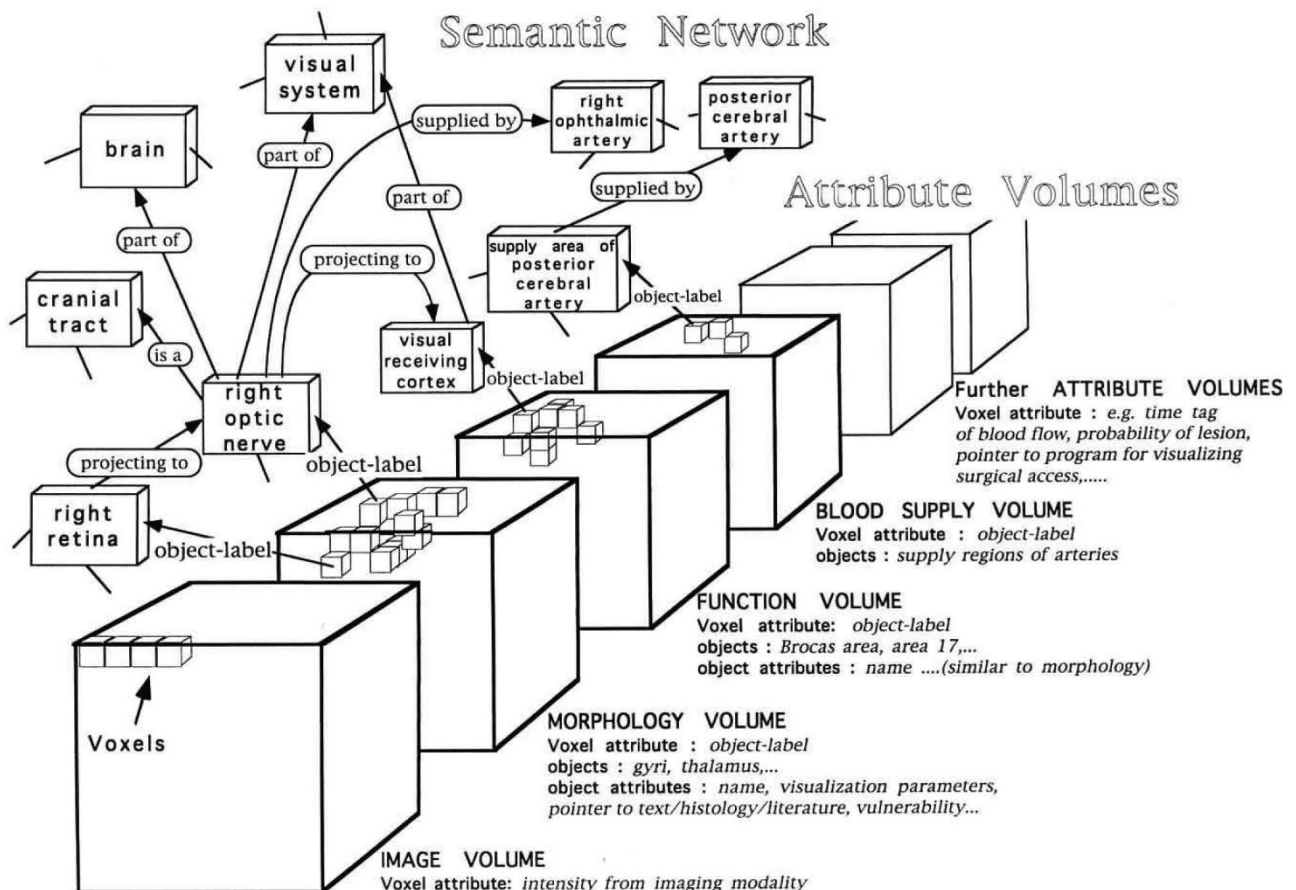 Semantic Network
visual
system
right
ophthalmic
artery
posterior
cerebral
artery
supplied by
brain
part of
supplied by
Attribute Volumes
part of
part of
supply area of
posterior
cerebral
artery
projecting to
cranial
tract
object-label
is a
visual
receiving
cortex
object-label
right
optic
nerve
projecting to
object-label
right
retina
object-label
Voxels
Further ATTRIBUTE VOLUMES
Voxel attribute : e.g. time tag
of blood flow, probability of lesion,
pointer to program for visualizing
surgical access,.....
BLOOD SUPPLY VOLUME
Voxel attribute : object-label
objects : supply regions of arteries
FUNCTION VOLUME
Voxel attribute: object-label
objects : Brocas area, area 17,...
object attributes : name ....(similar to morphology)
MORPHOLOGY VOLUME
Voxel attribute : object-label
objects : gyri, thalamus,...
object attributes : name, visualization parameters,
pointer to text/histology/literature, vulnerability...
IMAGE VOLUME
Voxel attribute: intensity from imaging modality